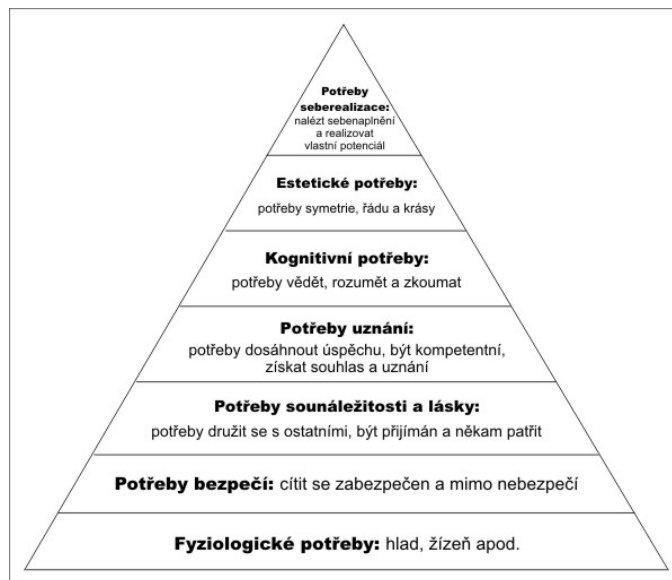 Potřeby
seberealizace:
nalézt sebenaplnění
a realizovat
vlastní potenciál
Estetické potřeby:
potřeby symetrie, řádu a krásy
Kognitivní potřeby:
potřeby vědět, rozumět a zkoumat
Potřeby uznání:
potřeby dosáhnout úspěchu, být kompetentní,
získat souhlas a uznání
Potřeby sounáležitosti a lásky:
potřeby družit se s ostatními, být přijímán a někam patřit
Potřeby bezpečí: cítit se zabezpečen a mimo nebezpečí
Fyziologické potřeby: hlad, žízeň apod.